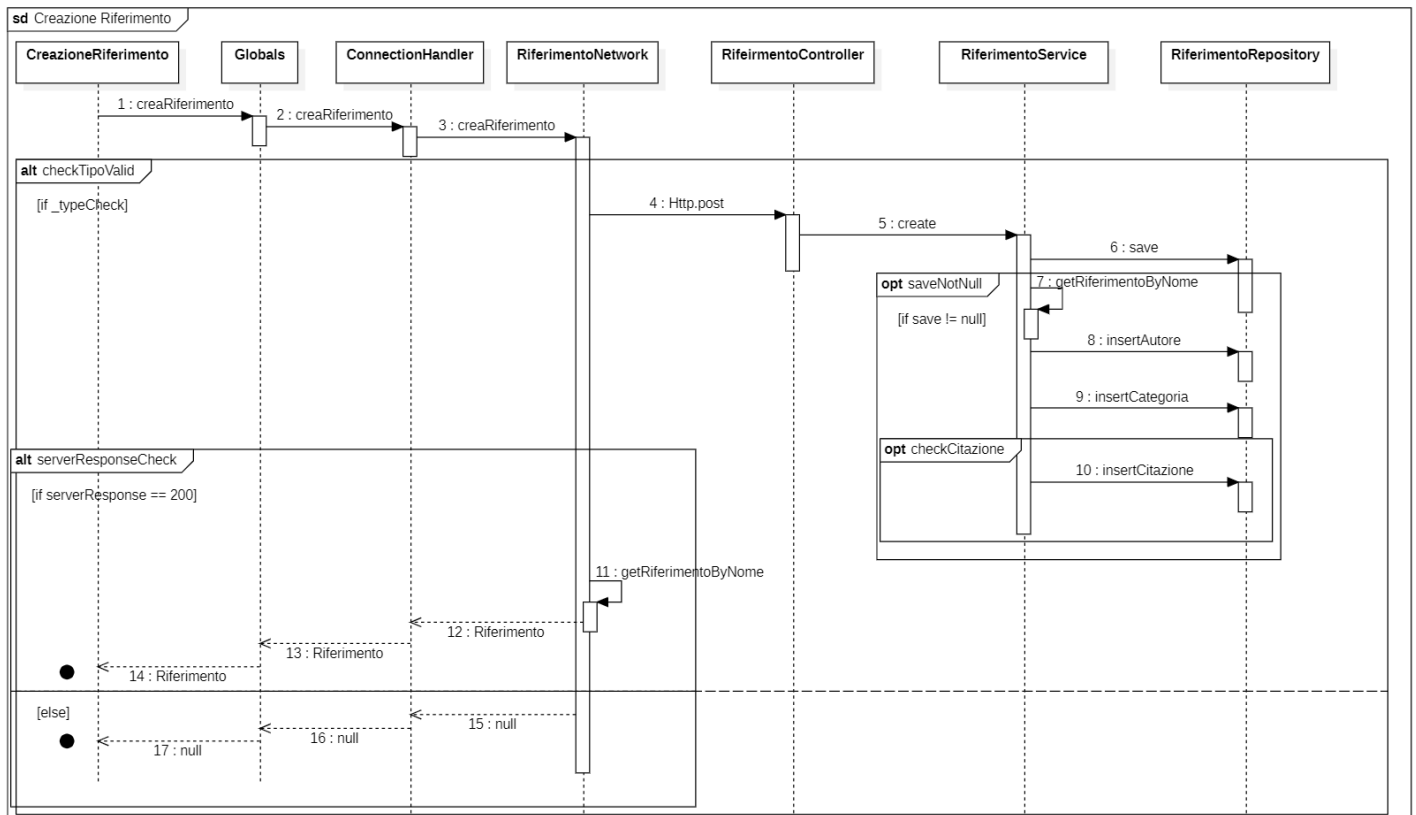 sd Creazione Riferimento
CreazioneRiferimento
Globals
ConnectionHandler
RiferimentoNetwork
RifeirmentoController
RiferimentoService
RiferimentoRepository
1 : creaRiferimento
2 : creaRiferimento
3 : creaRiferimento
alt checkTipoValid
[if _typeCheck]
4 : Http.post
5 : create
6 : save
opt saveNotNull
7 : getRiferimentoByNome
[if save != null]
8 : insertAutore
9 : insertCategoria
opt checkCitazione
10 : insertCitazione
alt serverResponseCheck
[if serverResponse == 200]
11 : getRiferimentoByNome
12 : Riferimento
13 : Riferimento
14 : Riferimento
[else]
15 : null
16 : null
17 : null